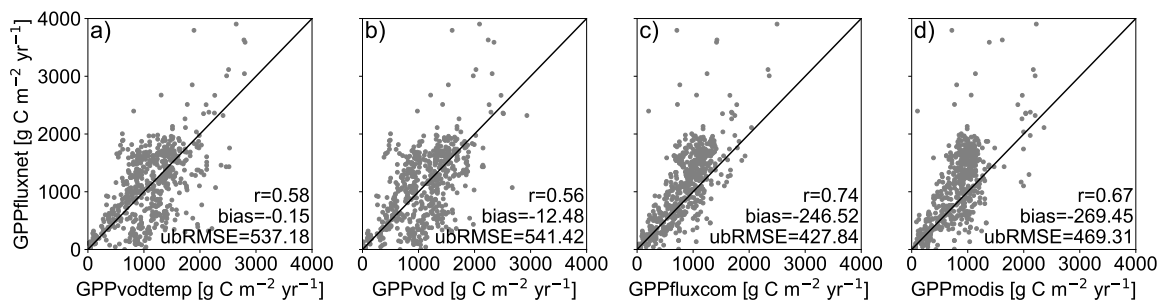 GPPfluxnet [g C m−2 yr−1]
4000
3000
2000
1000
0
a)
r=0.58
bias=-0.15
ubRMSE=537.18
0 1000 2000 3000 4000
GPPvodtemp [g C m−2 yr−1]
b)
r=0.56
bias=-12.48
ubRMSE=541.42
0 1000 2000 3000 4000
GPPvod [g C m−2 yr−1]
c)
r=0.74
bias=-246.52
ubRMSE=427.84
0 1000 2000 3000 4000
GPPfluxcom [g C m−2 yr−1]
d)
r=0.67
bias=-269.45
ubRMSE=469.31
0 1000 2000 3000 4000
GPPmodis [g C m−2 yr−1]